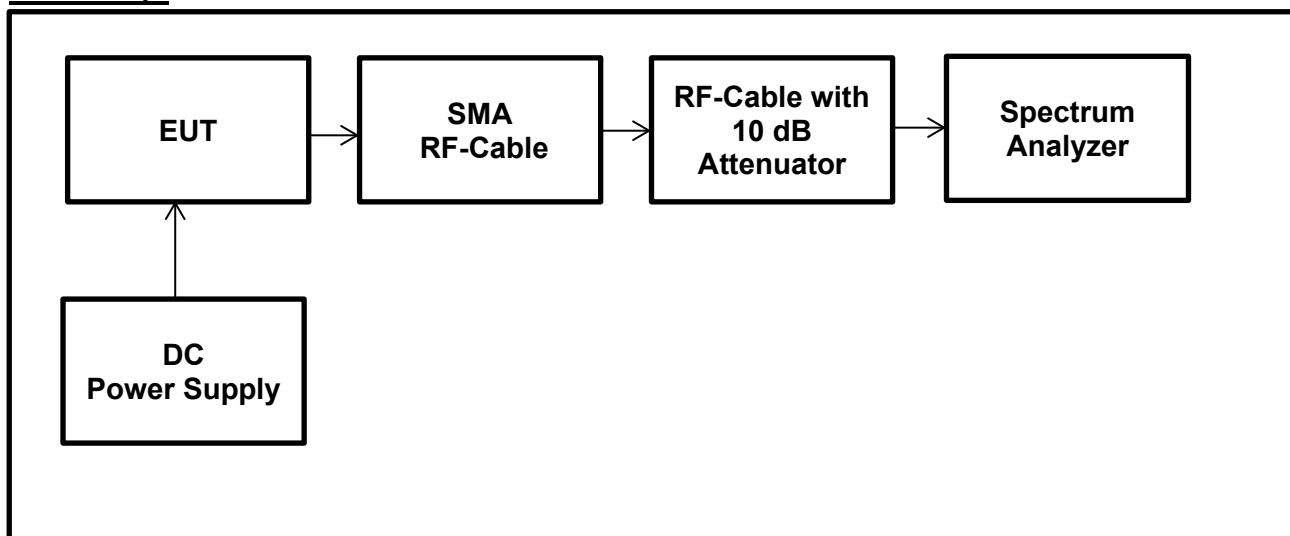 EUT
SMA
RF-Cable
RF-Cable with
10 dB
Attenuator
Spectrum
Analyzer
DC
Power Supply